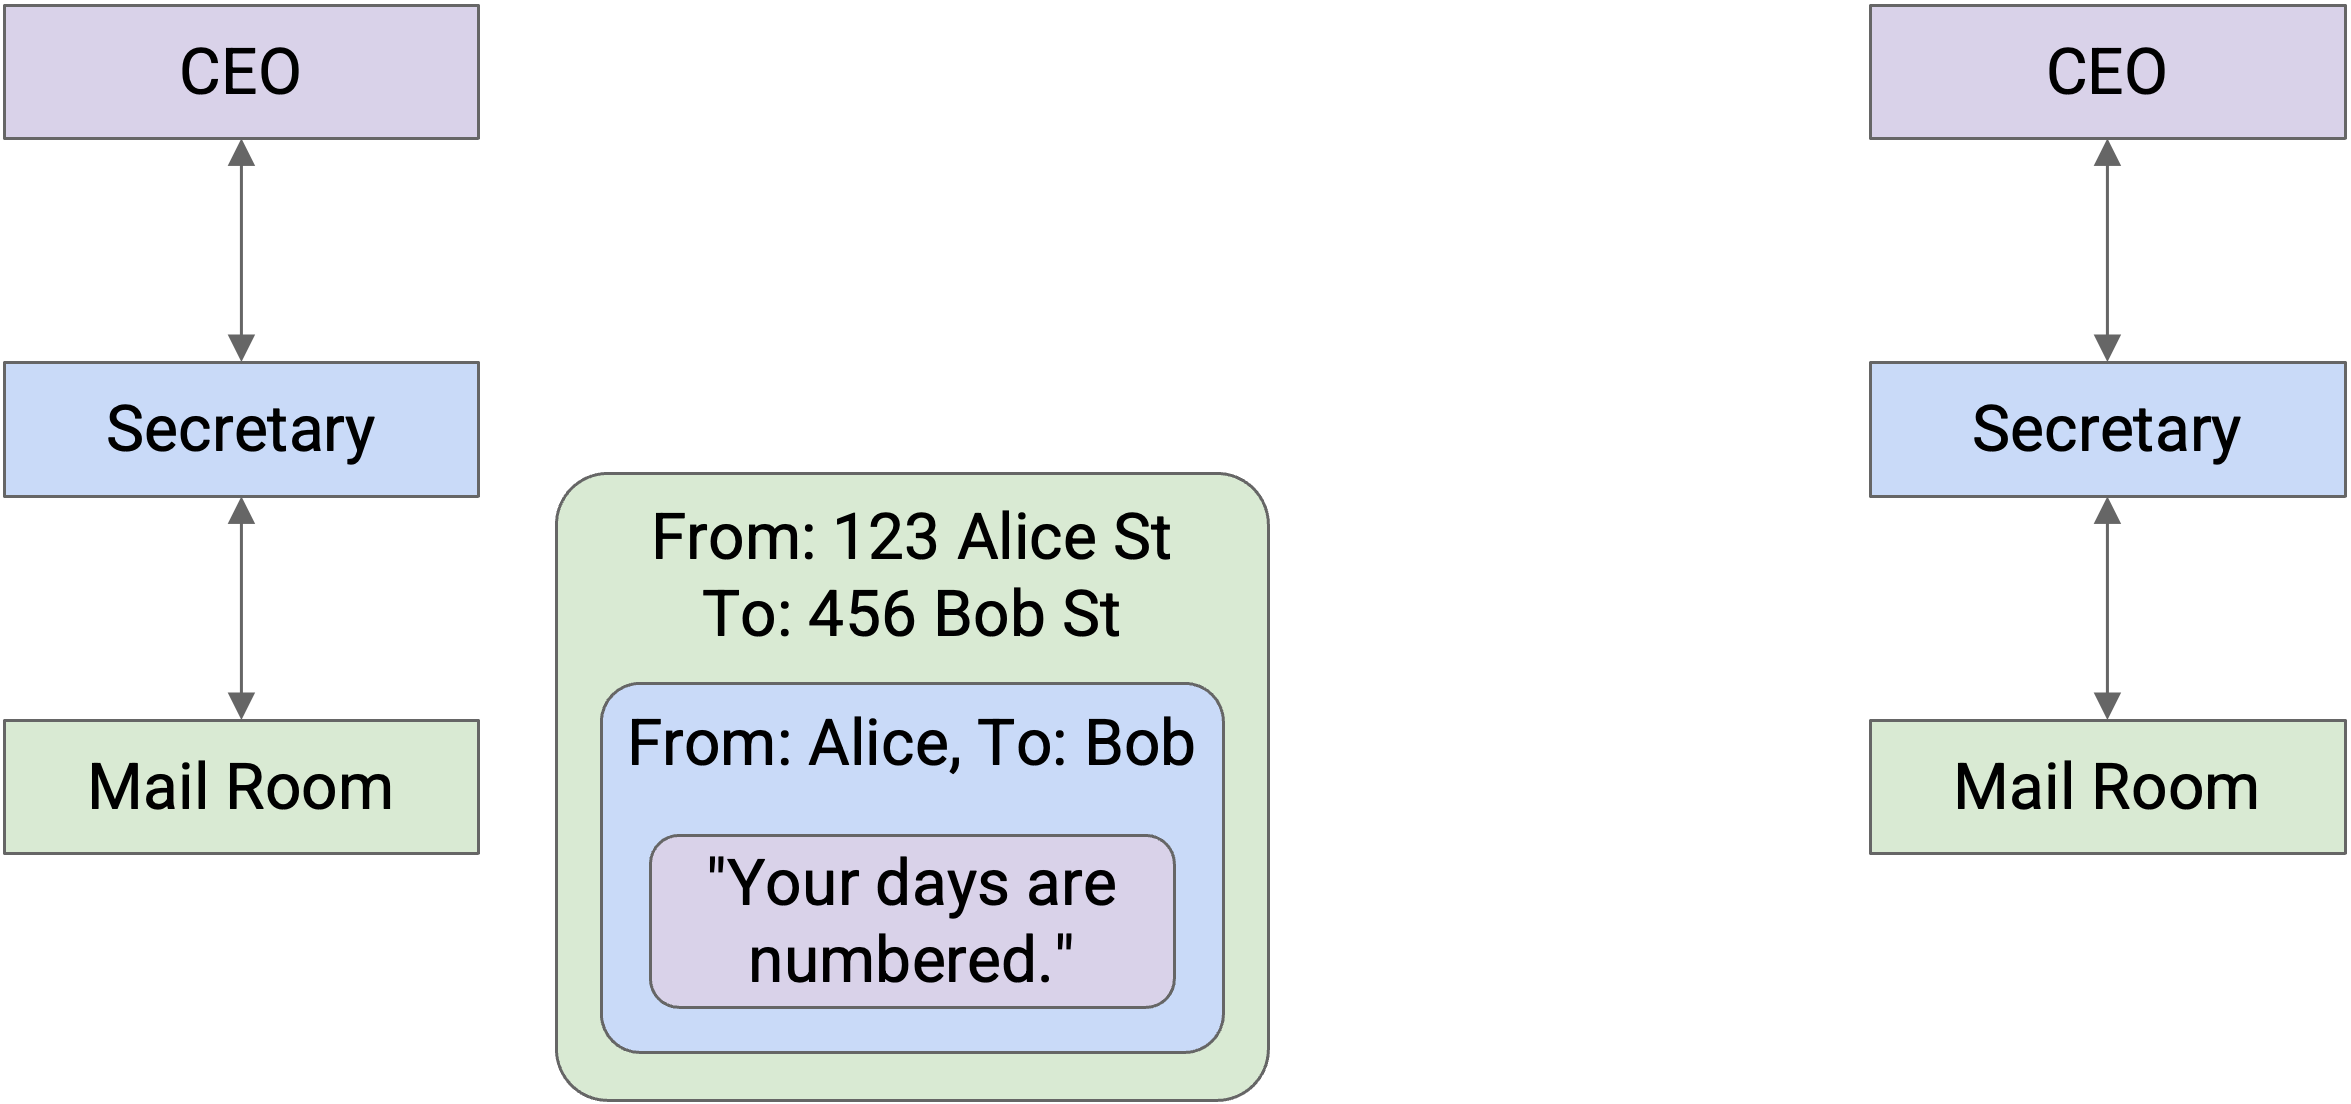 CEO
CEO
Secretary
Secretary
From: 123 Alice St
To: 456 Bob St
From: Alice, To: Bob
Mail Room
Mail Room
"Your days are
numbered."